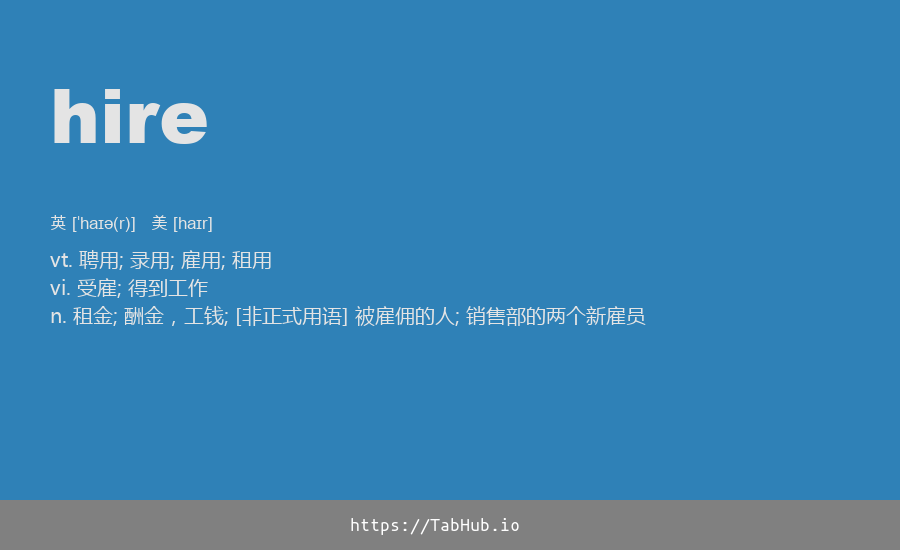 hire
英 [ˈhaɪə(r)] 美 [haɪr]
vt. 聘用; 录用; 雇用; 租用
vi. 受雇; 得到工作
n. 租金; 酬金，工钱; [非正式用语] 被雇佣的人; 销售部的两个新雇员
https://TabHub.io